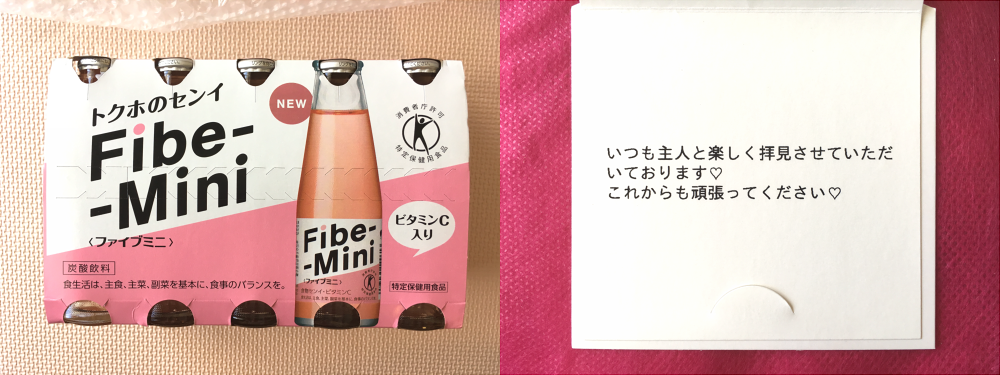 トクホのセンイ
NEW
Fibe-
-Mini
〈ファイブミニ〉
炭酸飲料
食生活は、主食、主菜、副菜を基本に、食事のバランスを。
消費者庁許可
特定保健用食品
ビタミンC
入り
特定保健用食品
Fibe-
-Mini
〈ファイブミニ〉
いつも主人と楽しく拝見させていただ
いております♡
これからも頑張ってください♡